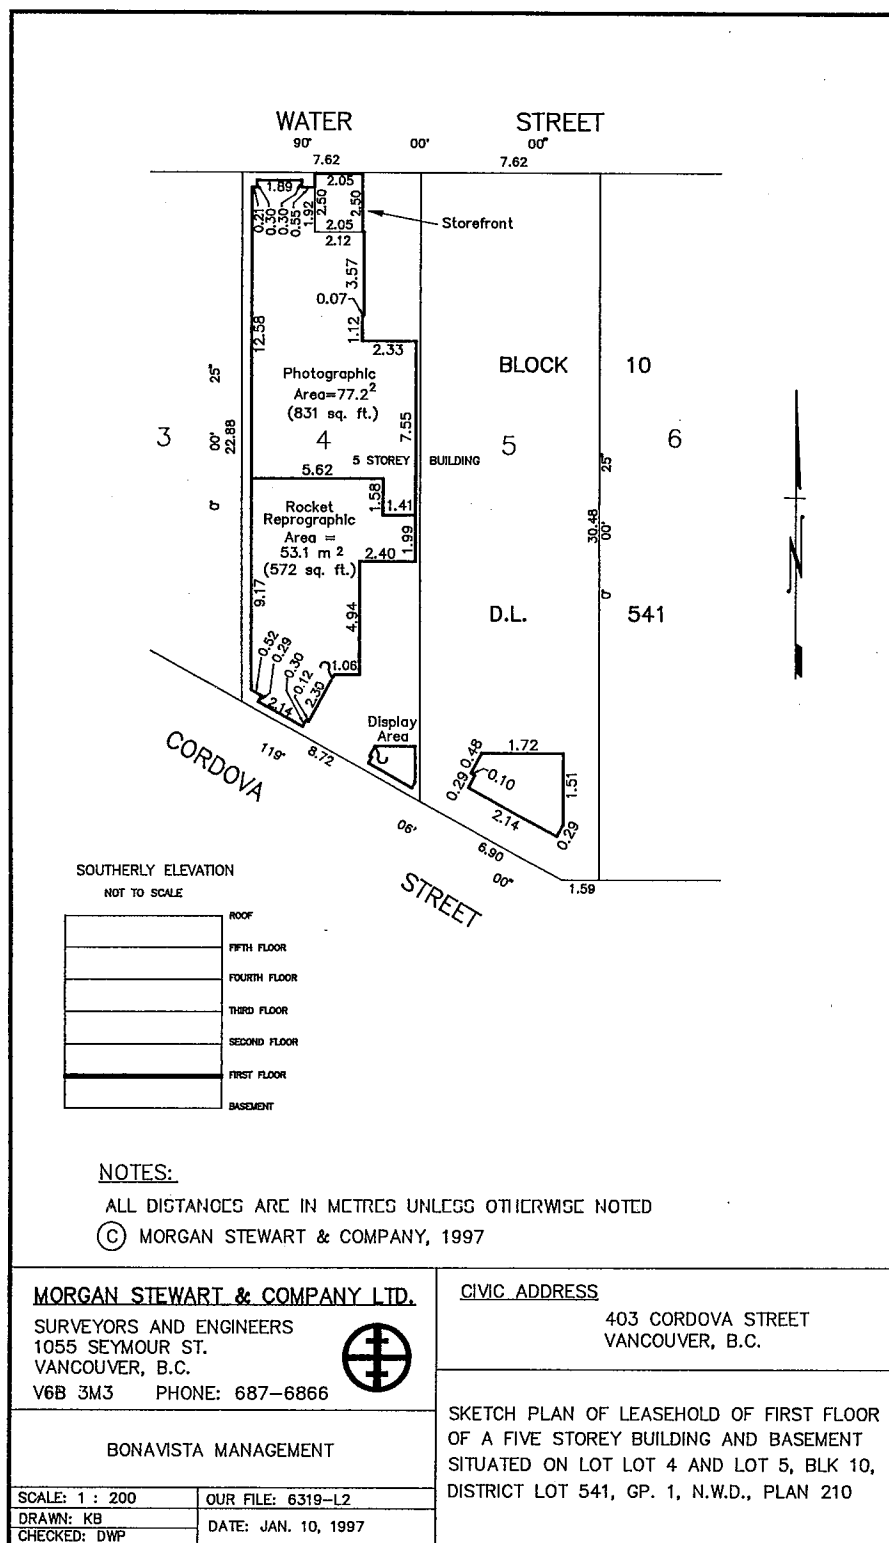 WATER STREET
90° 00' 00"
7.62 7.62
1.89 2.05
0.21 0.30 0.30 0.55 1.92 2.50 2.50
2.05
Storefront
2.12
3.57
0.07
12.58 1.12
2.33
BLOCK 10
Photographic
Area=77.2²
(831 sq. ft.)
0° 00' 25"
22.88
7.55
3 4 5 6
5 STOREY BUILDING
5.62
1.58
1.41
0° 00' 25"
30.48
N
Rocket
Reprographic
Area =
53.1 m ²
(572 sq. ft.)
1.99
2.40
9.17
4.94
D.L. 541
0.52
0.29
0.30
0.12
1.06
2.30
2.14
Display
Area
CORDOVA STREET
119° 06' 00"
8.72
6.90
1.59
0.48
1.72
0.29
0.10
1.51
2.14
0.29
SOUTHERLY ELEVATION
NOT TO SCALE
ROOF
FIFTH FLOOR
FOURTH FLOOR
THIRD FLOOR
SECOND FLOOR
FIRST FLOOR
BASEMENT
NOTES:
ALL DISTANCES ARE IN METRES UNLESS OTHERWISE NOTED
© MORGAN STEWART & COMPANY, 1997
MORGAN STEWART & COMPANY LTD.
SURVEYORS AND ENGINEERS
1055 SEYMOUR ST.
VANCOUVER, B.C.
V6B 3M3 PHONE: 687-6866
CIVIC ADDRESS
403 CORDOVA STREET
VANCOUVER, B.C.
BONAVISTA MANAGEMENT
SKETCH PLAN OF LEASEHOLD OF FIRST FLOOR
OF A FIVE STOREY BUILDING AND BASEMENT
SITUATED ON LOT LOT 4 AND LOT 5, BLK 10,
DISTRICT LOT 541, GP. 1, N.W.D., PLAN 210
SCALE: 1 : 200
OUR FILE: 6319-L2
DRAWN: KB
CHECKED: DWP
DATE: JAN. 10, 1997